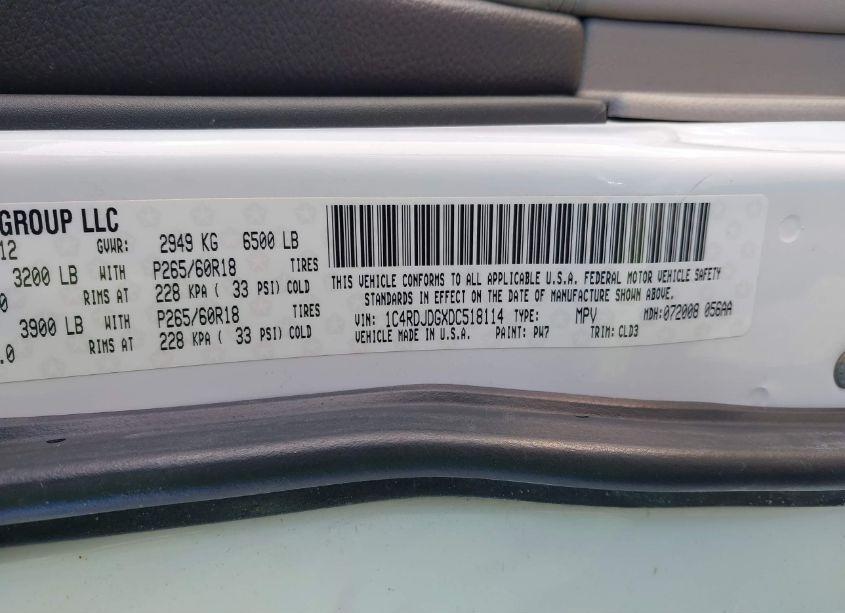 GROUP LLC
12 GVWR: 2949 KG 6500 LB
3200 LB WITH P265/60R18 TIRES
0 RIMS AT 228 KPA ( 33 PSI) COLD
3900 LB WITH P265/60R18 TIRES
.0 RIMS AT 228 KPA ( 33 PSI) COLD
THIS VEHICLE CONFORMS TO ALL APPLICABLE U.S.A. FEDERAL MOTOR VEHICLE SAFETY
STANDARDS IN EFFECT ON THE DATE OF MANUFACTURE SHOWN ABOVE.
VIN: 1C4RDJDGXDC518114 TYPE: MPV MDH:072008 056AA
VEHICLE MADE IN U.S.A. PAINT: PW7 TRIM: CLD3